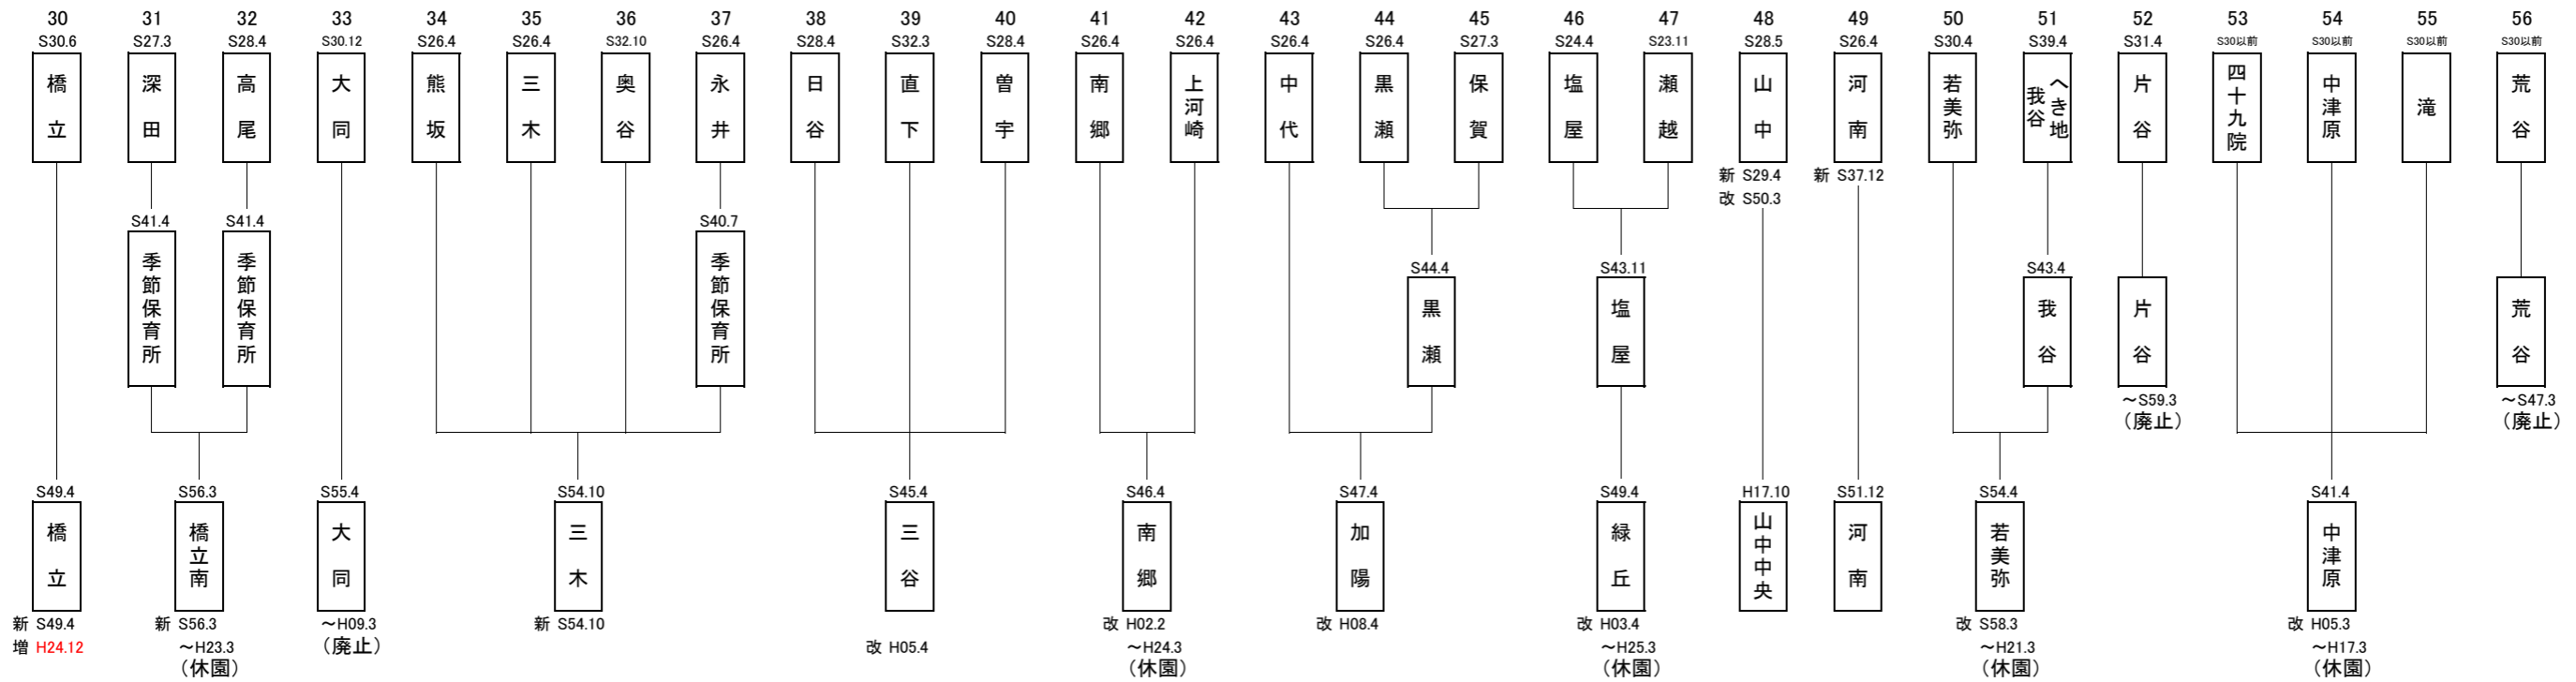 30 31 32 33 34 35 36 37 38 39 40 41 42 43 44 45 46 47 48 49 50 51 52 53 54 55 56
S30.6 S27.3 S28.4 S30.12 S26.4 S26.4 S32.10 S26.4 S28.4 S32.3 S28.4 S26.4 S26.4 S26.4 S26.4 S27.3 S24.4 S23.11 S28.5 S26.4 S30.4 S39.4 S31.4 S30以前 S30以前 S30以前 S30以前
橋立 深田 高尾 大同 熊坂 三木 奥谷 永井 日谷 直下 曽宇 南郷 上河崎 中代 黒瀬 保賀 塩屋 瀬越 山中 河南 若美弥 へき地我谷 片谷 四十九院 中津原 滝 荒谷
新 S29.4 新 S37.12
改 S50.3
S41.4 S41.4 S40.7
季節保育所 季節保育所 季節保育所
S44.4 S43.11 S43.4
黒瀬 塩屋 我谷 片谷 荒谷
～S59.3 ～S47.3
（廃止） （廃止）
S49.4 S56.3 S55.4 S54.10 S45.4 S46.4 S47.4 S49.4 H17.10 S51.12 S54.4 S41.4
橋立 橋立南 大同 三木 三谷 南郷 加陽 緑丘 山中中央 河南 若美弥 中津原
新 S49.4 新 S56.3 ～H09.3 新 S54.10 改 H02.2 改 H08.4 改 H03.4 改 S58.3 改 H05.3
増 H24.12 ～H23.3 （廃止） 改 H05.4 ～H24.3 ～H25.3 ～H21.3 ～H17.3
（休園） （休園） （休園） （休園） （休園）